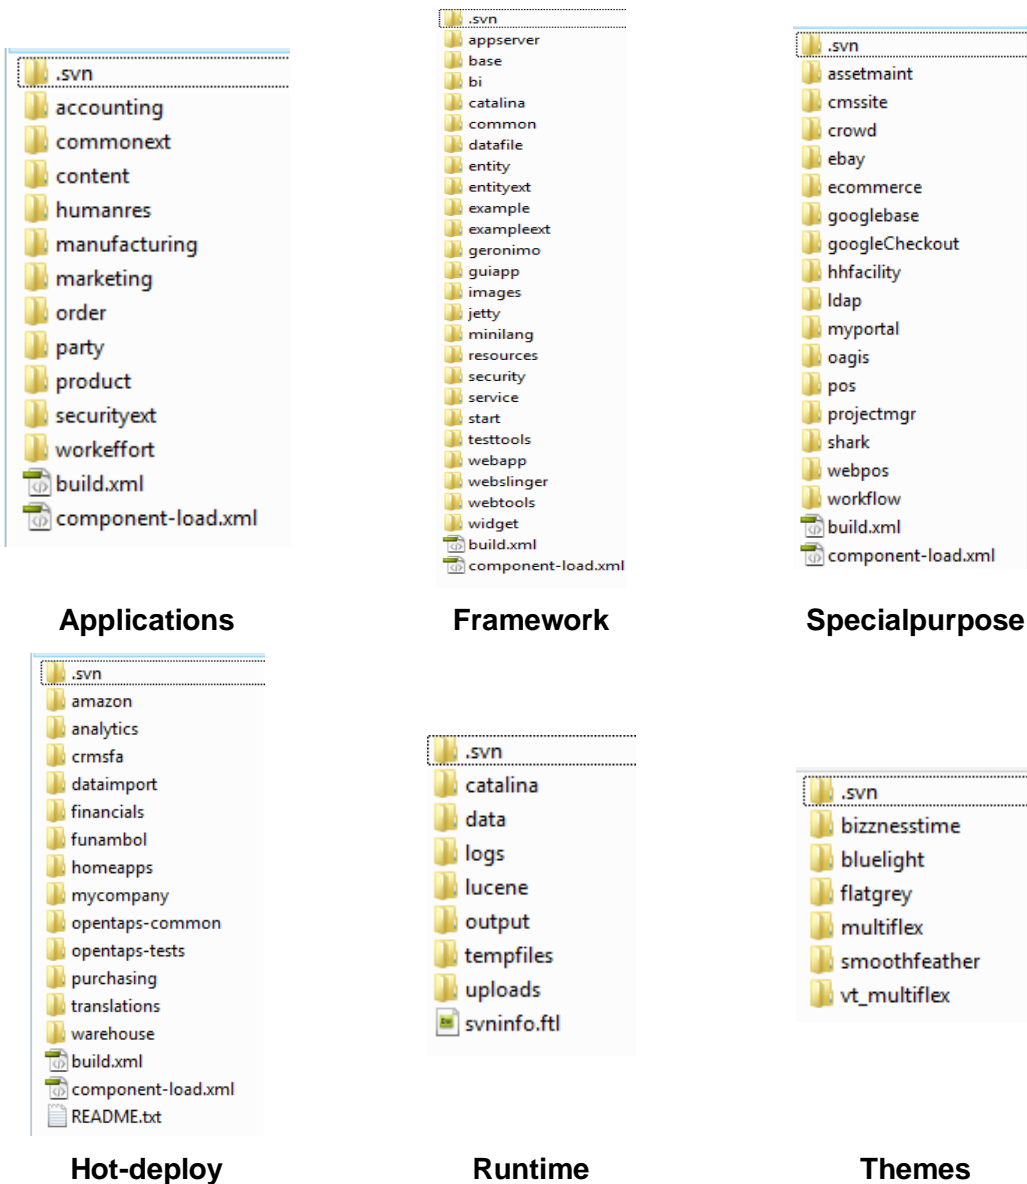 .svn
accounting
commonext
content
humanres
manufacturing
marketing
order
party
product
securityext
workeffort
build.xml
component-load.xml
Applications
.svn
appserver
base
bi
catalina
common
datafile
entity
entityext
example
exampleext
geronimo
guiapp
images
jetty
minilang
resources
security
service
start
testtools
webapp
webslinger
webtools
widget
build.xml
component-load.xml
Framework
.svn
assetmaint
cmssite
crowd
ebay
ecommerce
googlebase
googleCheckout
hhfacility
ldap
myportal
oagis
pos
projectmgr
shark
webpos
workflow
build.xml
component-load.xml
Specialpurpose
.svn
amazon
analytics
crmsfa
dataimport
financials
funambol
homeapps
mycompany
opentaps-common
opentaps-tests
purchasing
translations
warehouse
build.xml
component-load.xml
README.txt
Hot-deploy
.svn
catalina
data
logs
lucene
output
tempfiles
uploads
svninfo.ftl
Runtime
.svn
bizznesstime
bluelight
flatgrey
multiflex
smoothfeather
vt_multiflex
Themes